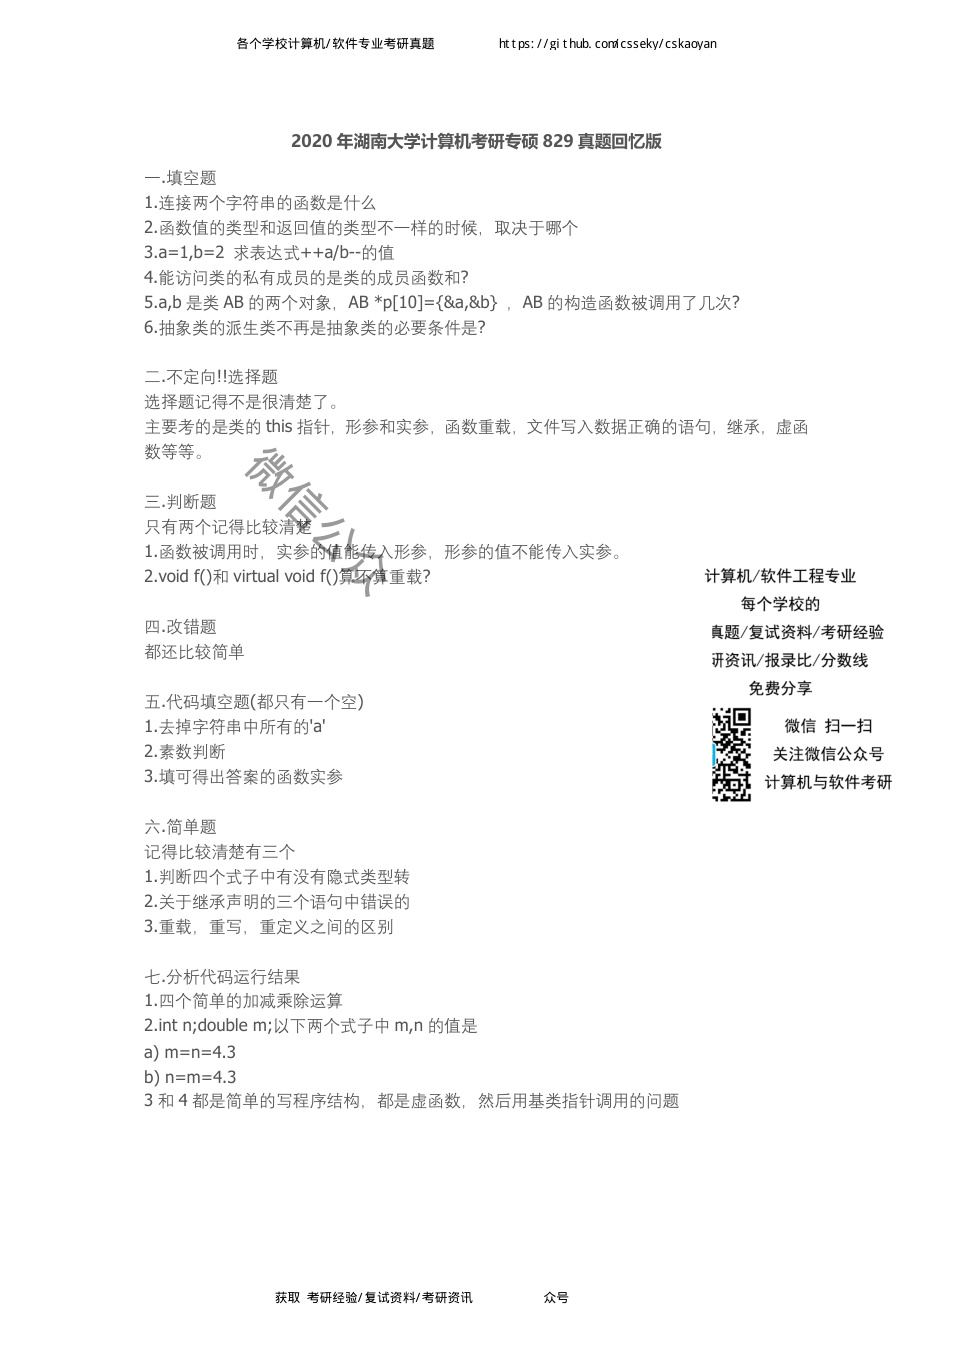 各个学校计算机/软件专业考研真题 https://github.com/csseky/cskaoyan
2020 年湖南大学计算机考研专硕 829 真题回忆版
一.填空题
1.连接两个字符串的函数是什么
2.函数值的类型和返回值的类型不一样的时候，取决于哪个
3.a=1,b=2 求表达式++a/b--的值
4.能访问类的私有成员的是类的成员函数和?
5.a,b 是类 AB 的两个对象，AB *p[10]={&a,&b} ，AB 的构造函数被调用了几次?
6.抽象类的派生类不再是抽象类的必要条件是?
二.不定向!!选择题
选择题记得不是很清楚了。
主要考的是类的 this 指针，形参和实参，函数重载，文件写入数据正确的语句，继承，虚函
数等等。
微信公众
三.判断题
只有两个记得比较清楚
1.函数被调用时，实参的值能传入形参，形参的值不能传入实参。
2.void f()和 virtual void f()算不算重载?
四.改错题
都还比较简单
五.代码填空题(都只有一个空)
1.去掉字符串中所有的'a'
2.素数判断
3.填可得出答案的函数实参
计算机/软件工程专业
每个学校的
真题/复试资料/考研经验
研资讯/报录比/分数线
免费分享
微信 扫一扫
关注微信公众号
计算机与软件考研
六.简单题
记得比较清楚有三个
1.判断四个式子中有没有隐式类型转
2.关于继承声明的三个语句中错误的
3.重载，重写，重定义之间的区别
七.分析代码运行结果
1.四个简单的加减乘除运算
2.int n;double m;以下两个式子中 m,n 的值是
a) m=n=4.3
b) n=m=4.3
3 和 4 都是简单的写程序结构，都是虚函数，然后用基类指针调用的问题
获取 考研经验/复试资料/考研资讯 众号